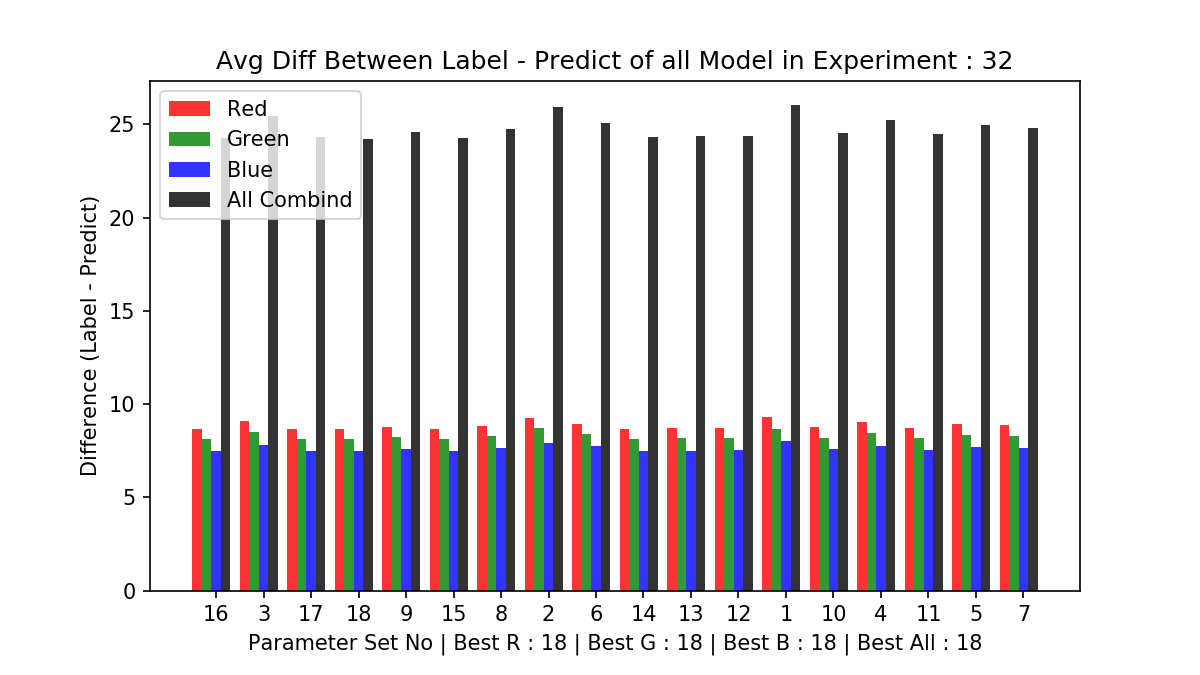 Avg Diff Between Label - Predict of all Model in Experiment : 32
Red
Green
Blue
All Combind
Difference (Label - Predict)
25
20
15
10
5
0
16 3 17 18 9 15 8 2 6 14 13 12 1 10 4 11 5 7
Parameter Set No | Best R : 18 | Best G : 18 | Best B : 18 | Best All : 18